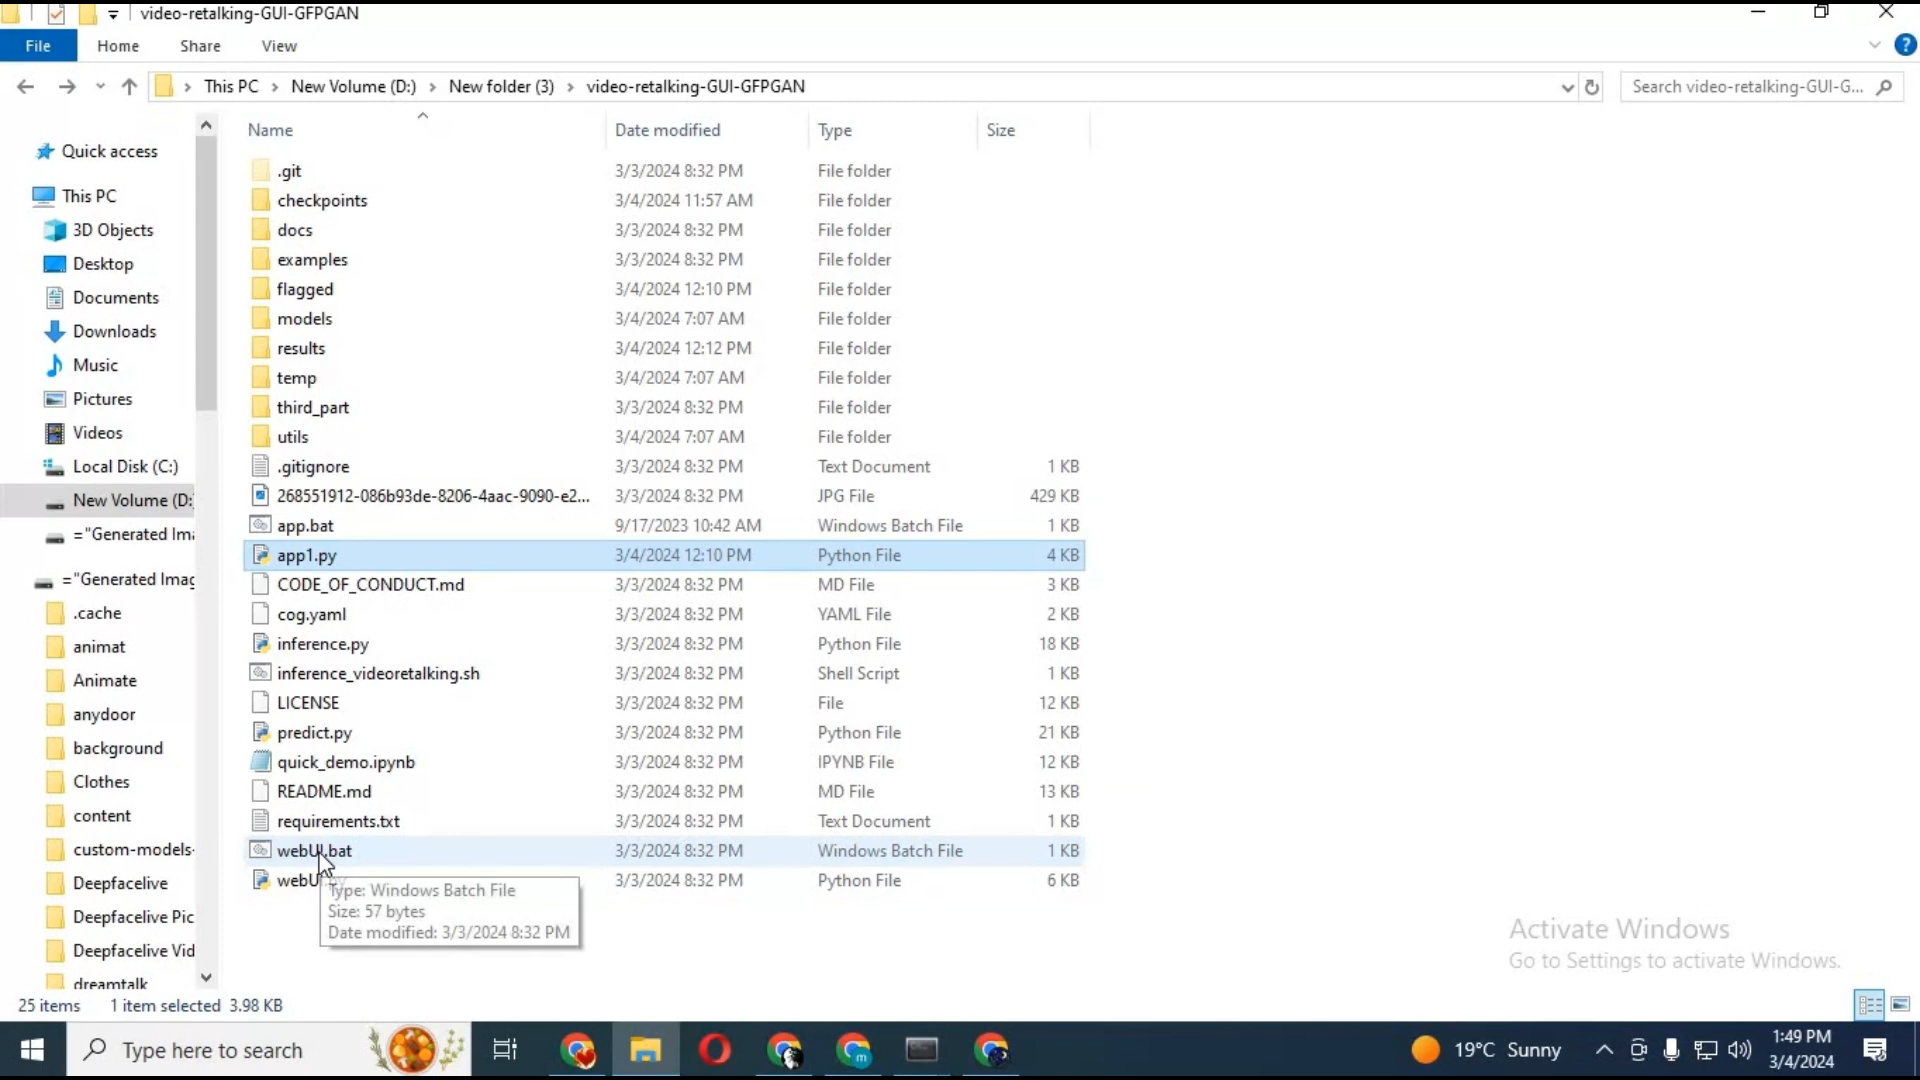 video-retalking-GUI-GFPGAN
File Home Share View
This PC New Volume (D:) New folder (3) video-retalking-GUI-GFPGAN Search video-retalking-GUI-G...
Name Date modified Type Size
Quick access
This PC
3D Objects
Desktop
Documents
Downloads
Music
Pictures
Videos
Local Disk (C:)
New Volume (D:
="Generated Ima
="Generated Imag
.cache
animat
Animate
anydoor
background
Clothes
content
custom-models-
Deepfacelive
Deepfacelive Pic
Deepfacelive Vid
dreamtalk
.git 3/3/2024 8:32 PM File folder
checkpoints 3/4/2024 11:57 AM File folder
docs 3/3/2024 8:32 PM File folder
examples 3/3/2024 8:32 PM File folder
flagged 3/4/2024 12:10 PM File folder
models 3/4/2024 7:07 AM File folder
results 3/4/2024 12:12 PM File folder
temp 3/4/2024 7:07 AM File folder
third_part 3/3/2024 8:32 PM File folder
utils 3/4/2024 7:07 AM File folder
.gitignore 3/3/2024 8:32 PM Text Document 1 KB
268551912-086b93de-8206-4aac-9090-e2... 3/3/2024 8:32 PM JPG File 429 KB
app.bat 9/17/2023 10:42 AM Windows Batch File 1 KB
app1.py 3/4/2024 12:10 PM Python File 4 KB
CODE_OF_CONDUCT.md 3/3/2024 8:32 PM MD File 3 KB
cog.yaml 3/3/2024 8:32 PM YAML File 2 KB
inference.py 3/3/2024 8:32 PM Python File 18 KB
inference_videoretalking.sh 3/3/2024 8:32 PM Shell Script 1 KB
LICENSE 3/3/2024 8:32 PM File 12 KB
predict.py 3/3/2024 8:32 PM Python File 21 KB
quick_demo.ipynb 3/3/2024 8:32 PM IPYNB File 12 KB
README.md 3/3/2024 8:32 PM MD File 13 KB
requirements.txt 3/3/2024 8:32 PM Text Document 1 KB
webUI.bat 3/3/2024 8:32 PM Windows Batch File 1 KB
3/3/2024 8:32 PM Python File 6 KB
Type: Windows Batch File
Size: 57 bytes
Date modified: 3/3/2024 8:32 PM
Activate Windows
Go to Settings to activate Windows.
25 items 1 item selected 3.98 KB
Type here to search 19°C Sunny 1:49 PM
3/4/2024